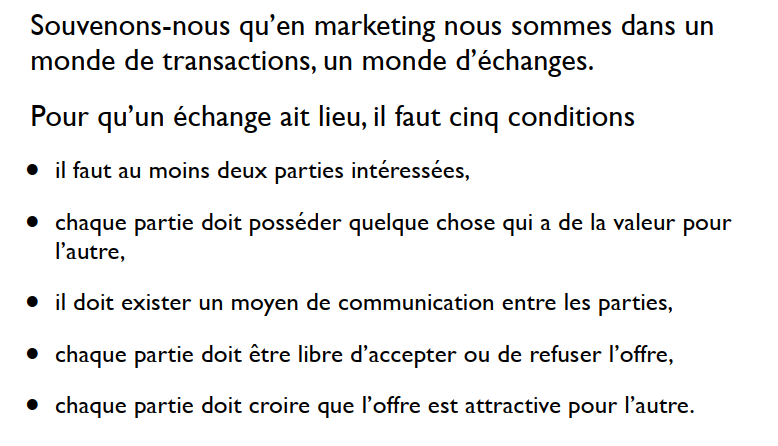 Souvenons-nous qu’en marketing nous sommes dans un
monde de transactions, un monde d’échanges.
Pour qu’un échange ait lieu, il faut cinq conditions
• il faut au moins deux parties intéressées,
• chaque partie doit posséder quelque chose qui a de la valeur pour
l’autre,
• il doit exister un moyen de communication entre les parties,
• chaque partie doit être libre d’accepter ou de refuser l’offre,
• chaque partie doit croire que l’offre est attractive pour l’autre.